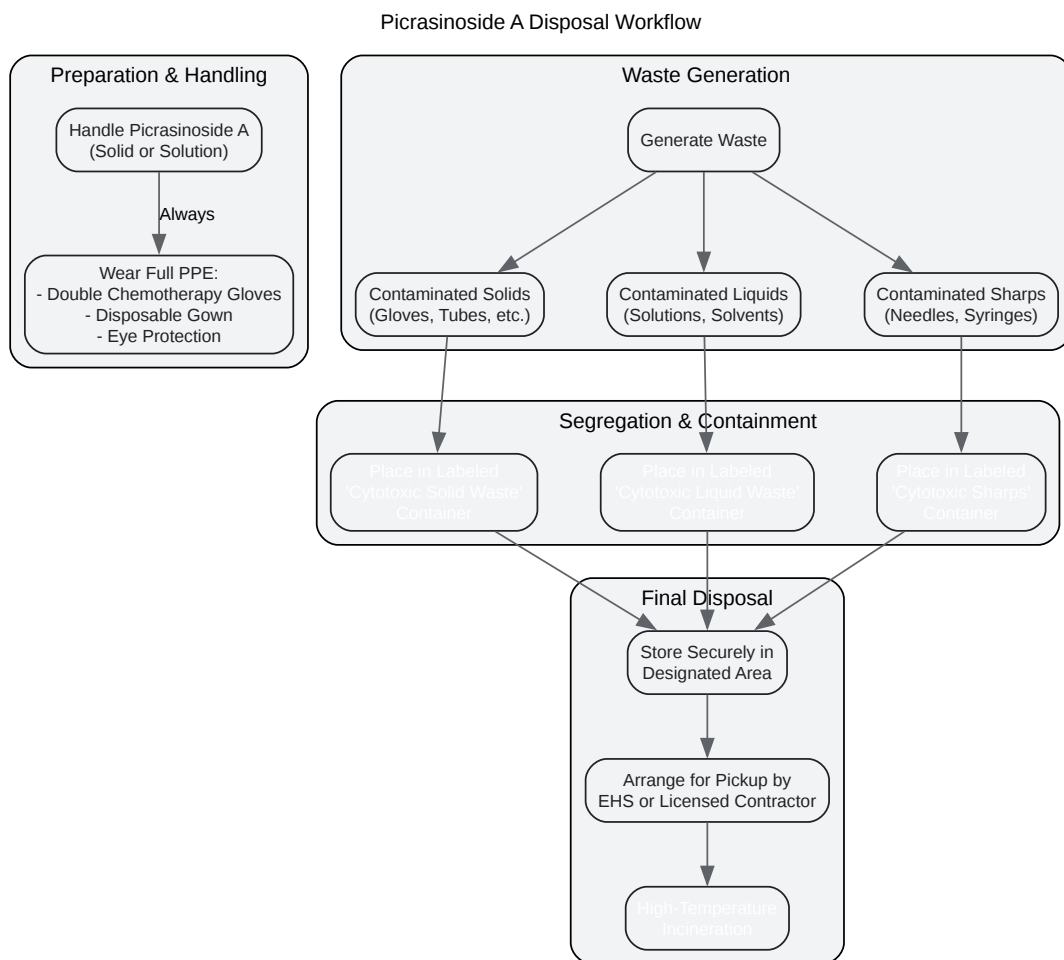 Picrasinoside A Disposal Workflow
Preparation & Handling
Handle Picrasinoside A
(Solid or Solution)
Always
Wear Full PPE:
- Double Chemotherapy Gloves
- Disposable Gown
- Eye Protection
Waste Generation
Generate Waste
Contaminated Solids
(Gloves, Tubes, etc.)
Contaminated Liquids
(Solutions, Solvents)
Contaminated Sharps
(Needles, Syringes)
Segregation & Containment
Place in Labeled
'Cytotoxic Solid Waste'
Container
Place in Labeled
'Cytotoxic Liquid Waste'
Container
Place in Labeled
'Cytotoxic Sharps'
Container
Final Disposal
Store Securely in
Designated Area
Arrange for Pickup by
EHS or Licensed Contractor
High-Temperature
Incineration